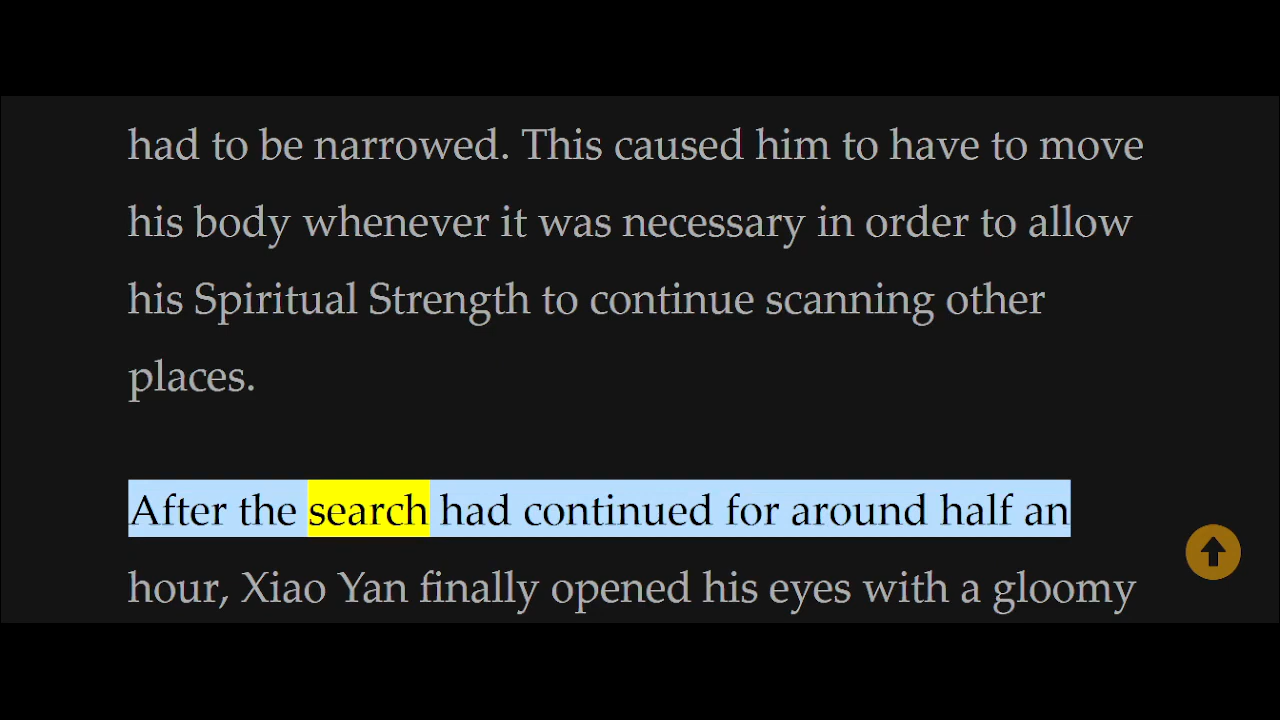 had to be narrowed. This caused him to have to move
his body whenever it was necessary in order to allow
his Spiritual Strength to continue scanning other
places.
After the search had continued for around half an
hour, Xiao Yan finally opened his eyes with a gloomy